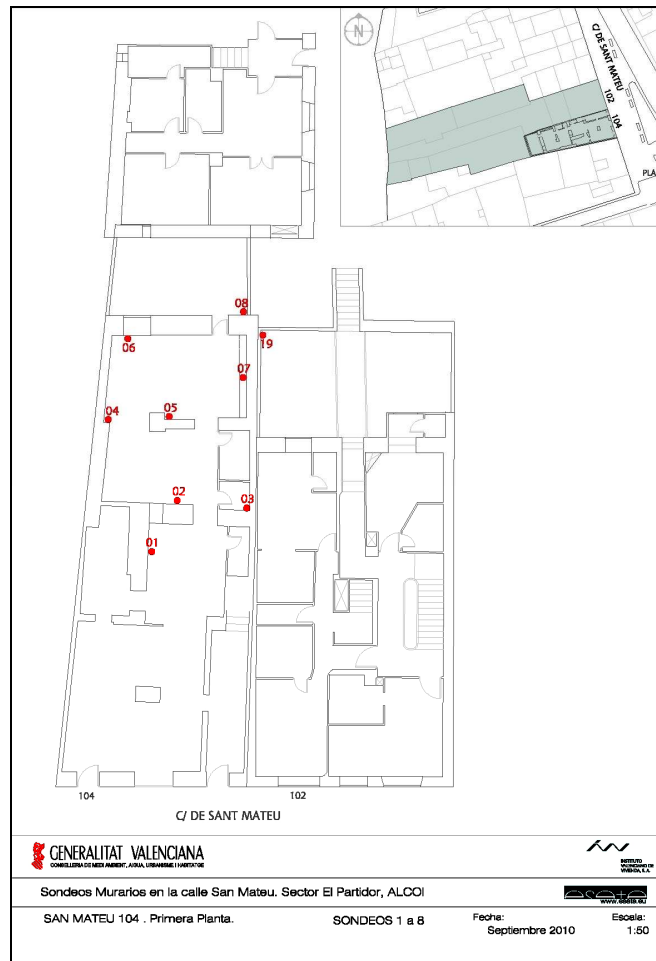 N
C/ DE SANT MATEU
102
104
PLA
08
19
06
07
04
05
02
03
01
104
102
C/ DE SANT MATEU
GENERALITAT VALENCIANA
CONSELLERIA DE MEDI AMBIENT, AIGUA, URBANISME I HABITATGE
INSTITUTO
VALENCIANO DE
VIVIENDA, S.A.
Sondeos Murarios en la calle San Mateu. Sector El Partidor, ALCOI
www.eseta.eu
SAN MATEU 104 . Primera Planta.
SONDEOS 1 a 8
Fecha:
Septiembre 2010
Escala:
1:50